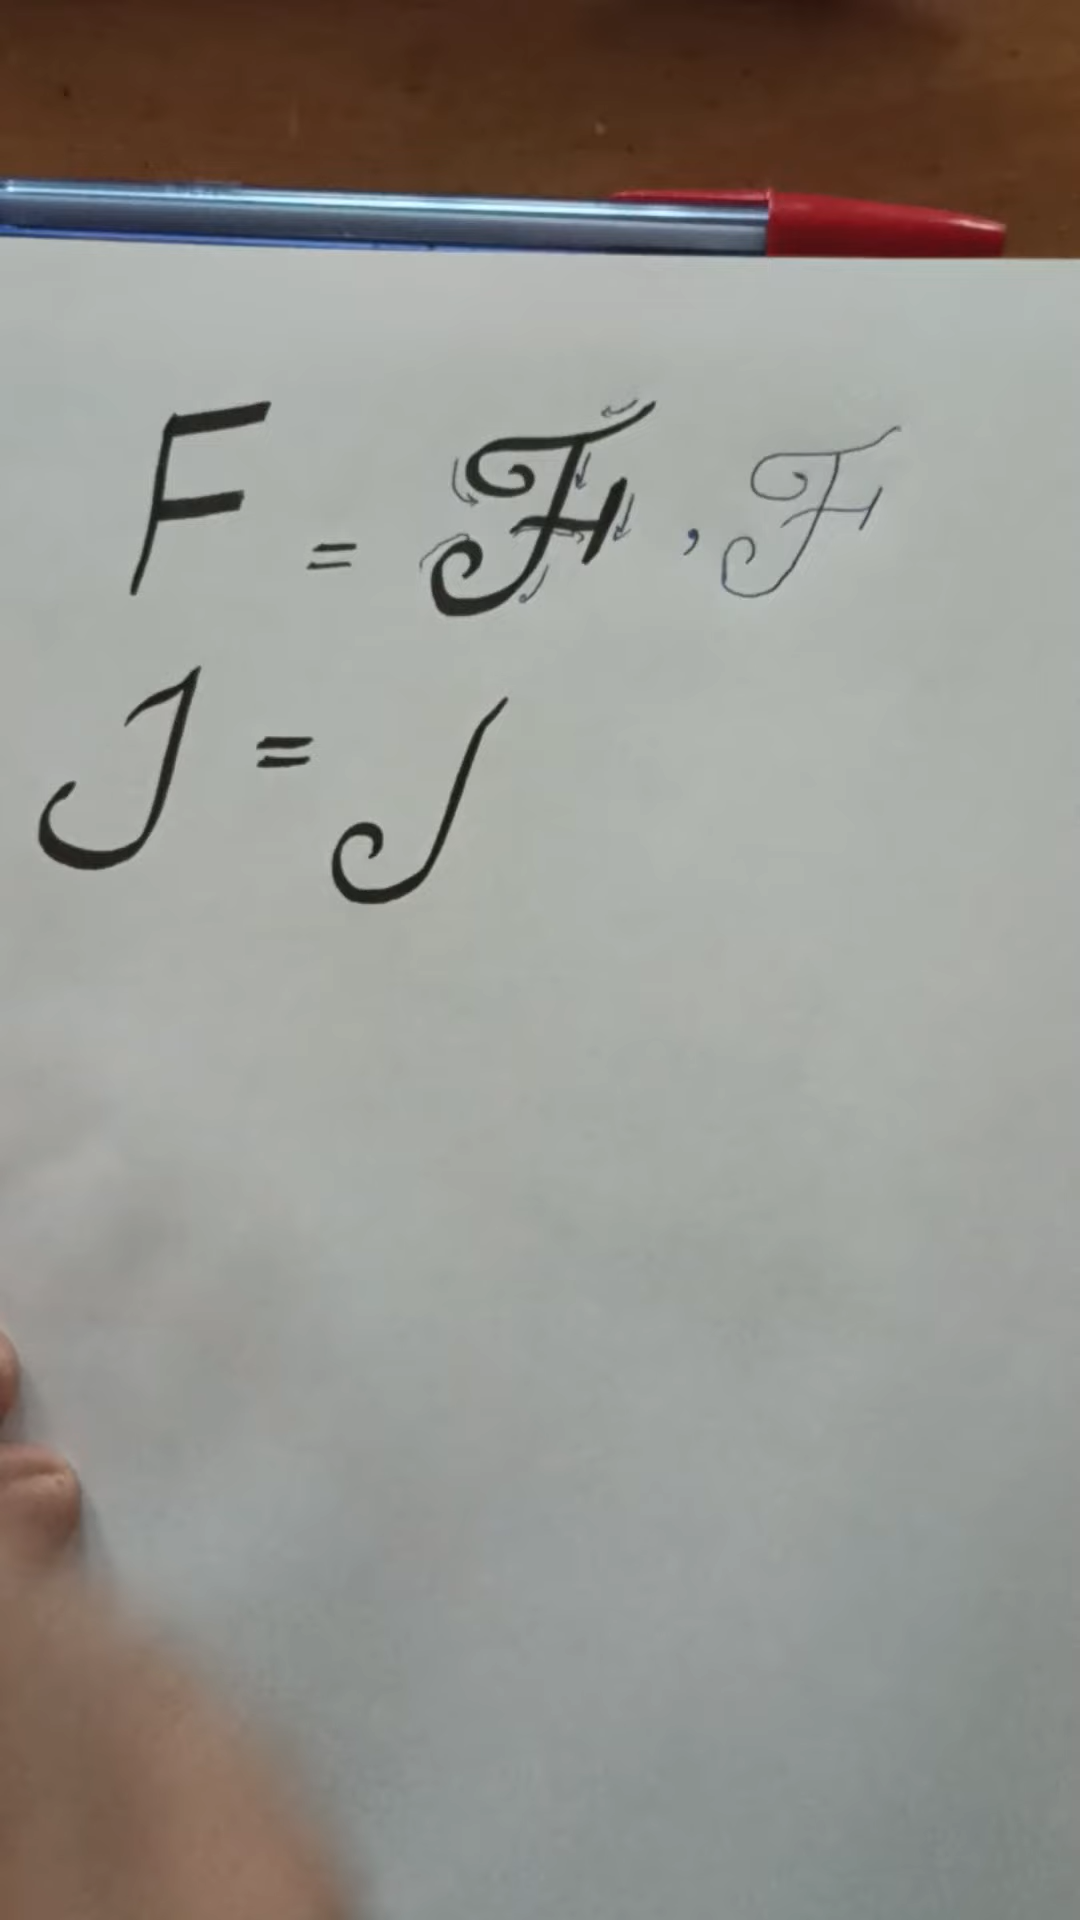 F = F , F
J = J